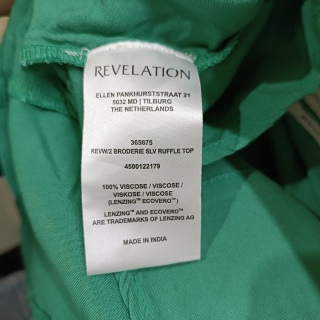 REVELATION
ELLEN PANKHURSTSTRAAT 21
5032 MD | TILBURG
THE NETHERLANDS
365675
REVW/2 BRODERIE SLV RUFFLE TOP
4500122179
100% VISCOSE / VISCOSE /
VISKOSE / VISCOSE
(LENZING™ ECOVERO™)
LENZING™ AND ECOVERO™
ARE TRADEMARKS OF LENZING AG
MADE IN INDIA